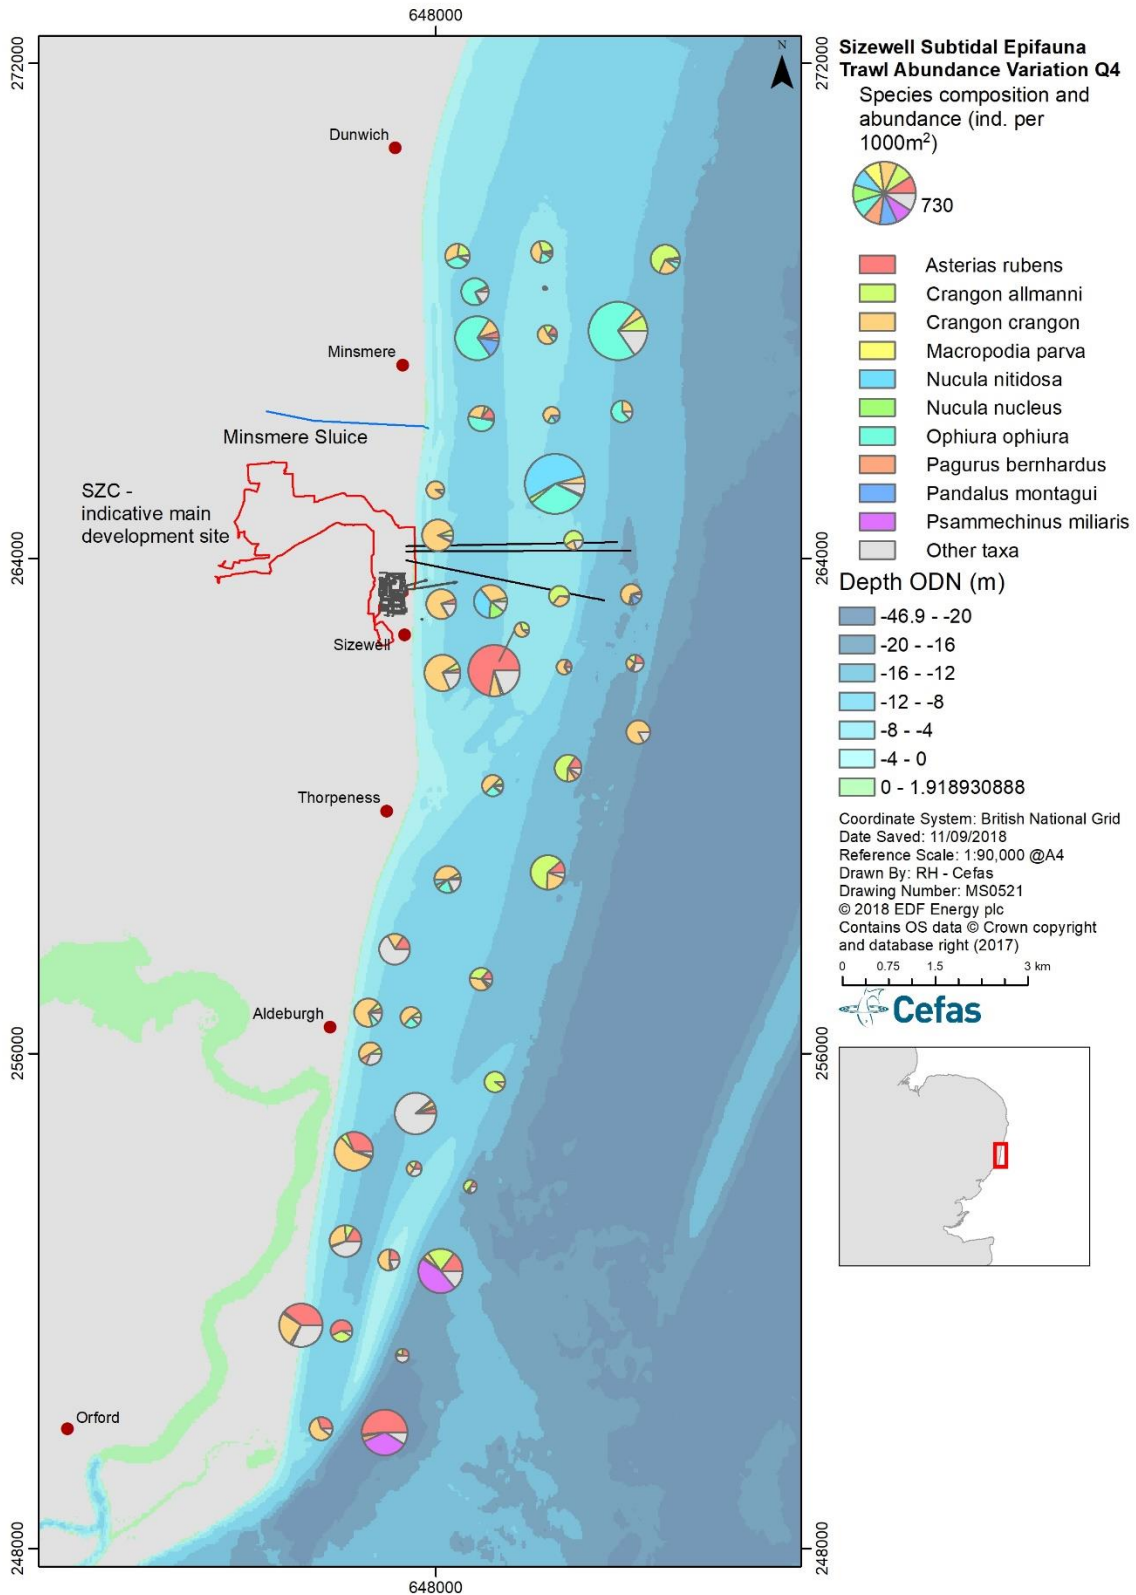 648000
272000
272000
N
Dunwich
Minsmere
Minsmere Sluice
SZC -
indicative main
development site
264000
264000
Sizewell
Thorpeness
Aldeburgh
256000
256000
Orford
248000
248000
648000
Sizewell Subtidal Epifauna
Trawl Abundance Variation Q4
Species composition and
abundance (ind. per
1000m²)
730
Asterias rubens
Crangon allmanni
Crangon crangon
Macropodia parva
Nucula nitidosa
Nucula nucleus
Ophiura ophiura
Pagurus bernhardus
Pandalus montagui
Psammechinus miliaris
Other taxa
Depth ODN (m)
-46.9 - -20
-20 - -16
-16 - -12
-12 - -8
-8 - -4
-4 - 0
0 - 1.918930888
Coordinate System: British National Grid
Date Saved: 11/09/2018
Reference Scale: 1:90,000 @A4
Drawn By: RH - Cefas
Drawing Number: MS0521
© 2018 EDF Energy plc
Contains OS data © Crown copyright
and database right (2017)
0 0.75 1.5 3 km
Cefas